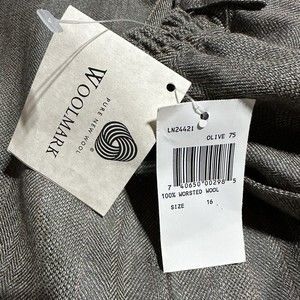 WOOLMARK
PURE NEW WOOL
LN24421
OLIVE 75
7 40650 00298 5
100% WORSTED WOOL
SIZE 16